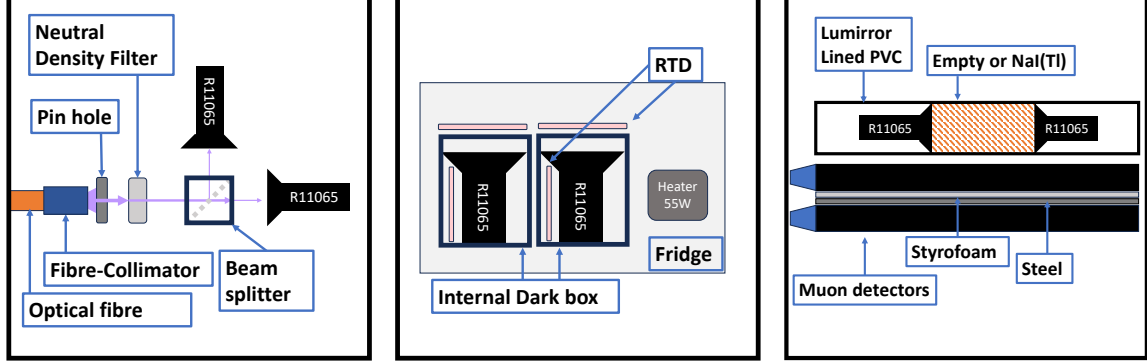 Neutral
Density Filter
Pin hole
R11065
R11065
Fibre-Collimator
Beam
splitter
Optical fibre
RTD
R11065
R11065
Heater
55W
Fridge
Internal Dark box
Lumirror
Lined PVC
Empty or NaI(Tl)
R11065
R11065
Styrofoam
Steel
Muon detectors